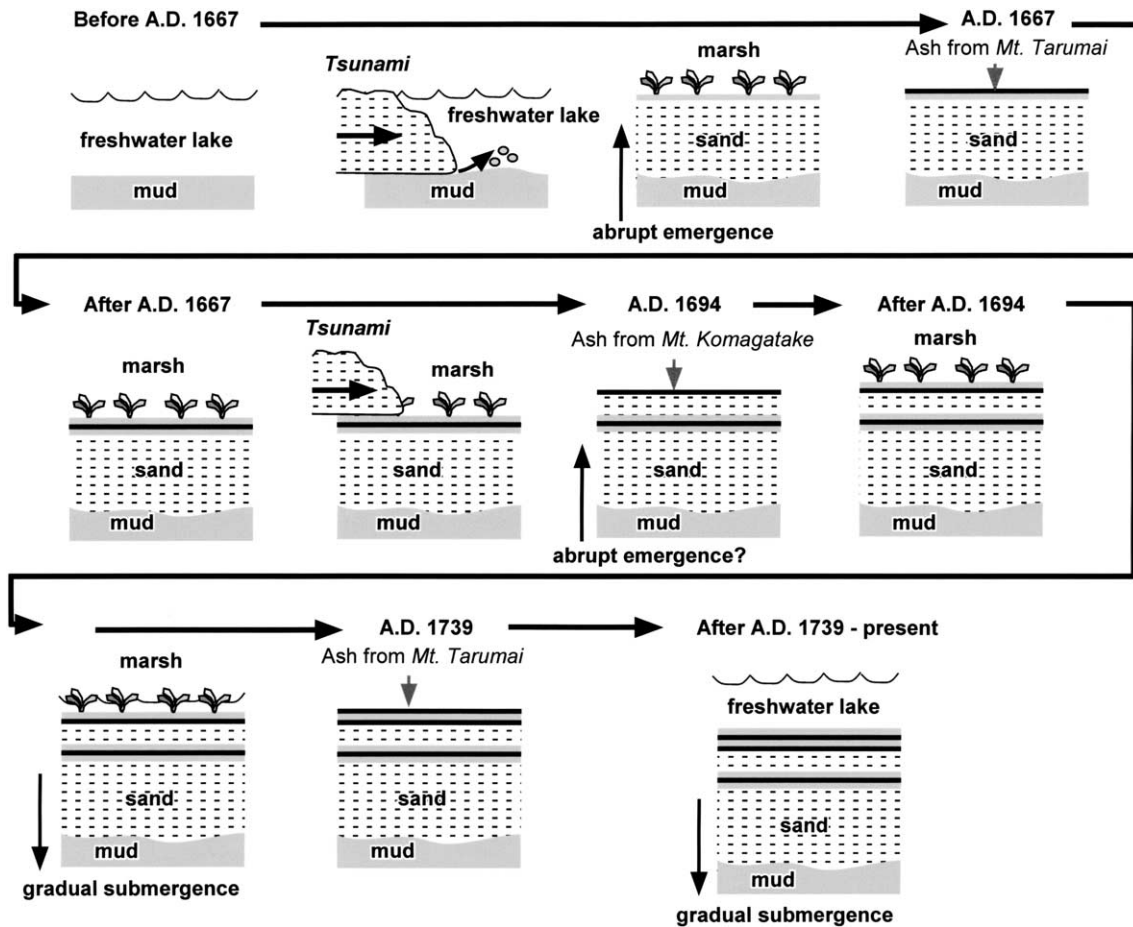 Before A.D. 1667
A.D. 1667
Ash from Mt. Tarumai
freshwater lake
mud
Tsunami
freshwater lake
mud
marsh
sand
mud
abrupt emergence
sand
mud
After A.D. 1667
A.D. 1694
After A.D. 1694
Ash from Mt. Komagatake
marsh
sand
mud
Tsunami
marsh
sand
mud
sand
mud
abrupt emergence?
marsh
sand
mud
A.D. 1739
After A.D. 1739 - present
Ash from Mt. Tarumai
marsh
sand
mud
gradual submergence
sand
mud
freshwater lake
sand
mud
gradual submergence